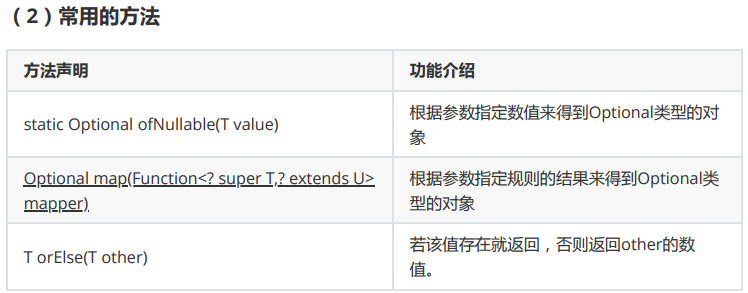 （2）常用的方法
方法声明
功能介绍
static Optional ofNullable(T value)
根据参数指定数值来得到Optional类型的对
象
Optional map(Function<? super T,? extends U>
mapper)
根据参数指定规则的结果来得到Optional类
型的对象
T orElse(T other)
若该值存在就返回，否则返回other的数
值。